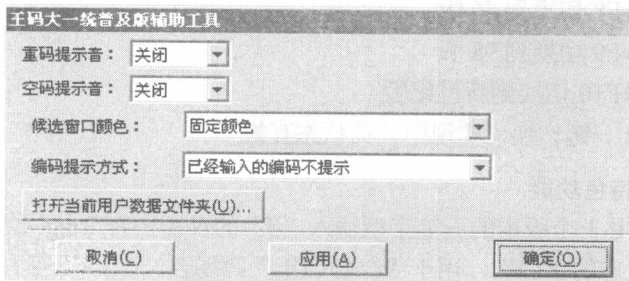 王码大一统普及版辅助工具
重码提示音： 关闭
空码提示音： 关闭
候选窗口颜色： 固定颜色
编码提示方式： 已经输入的编码不提示
打开当前用户数据文件夹(U)...
取消(C) 应用(A) 确定(O)